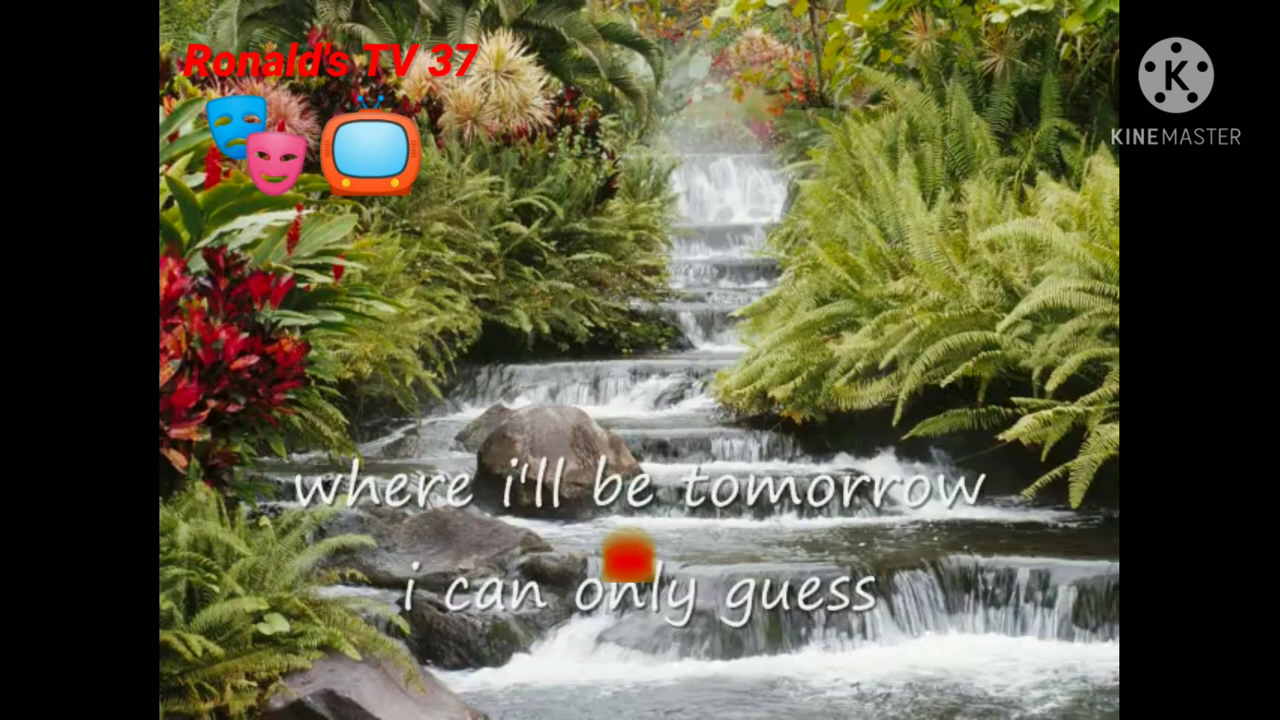 Ronald's TV 37
K
KINEMASTER
where i'll be tomorrow
i can only guess